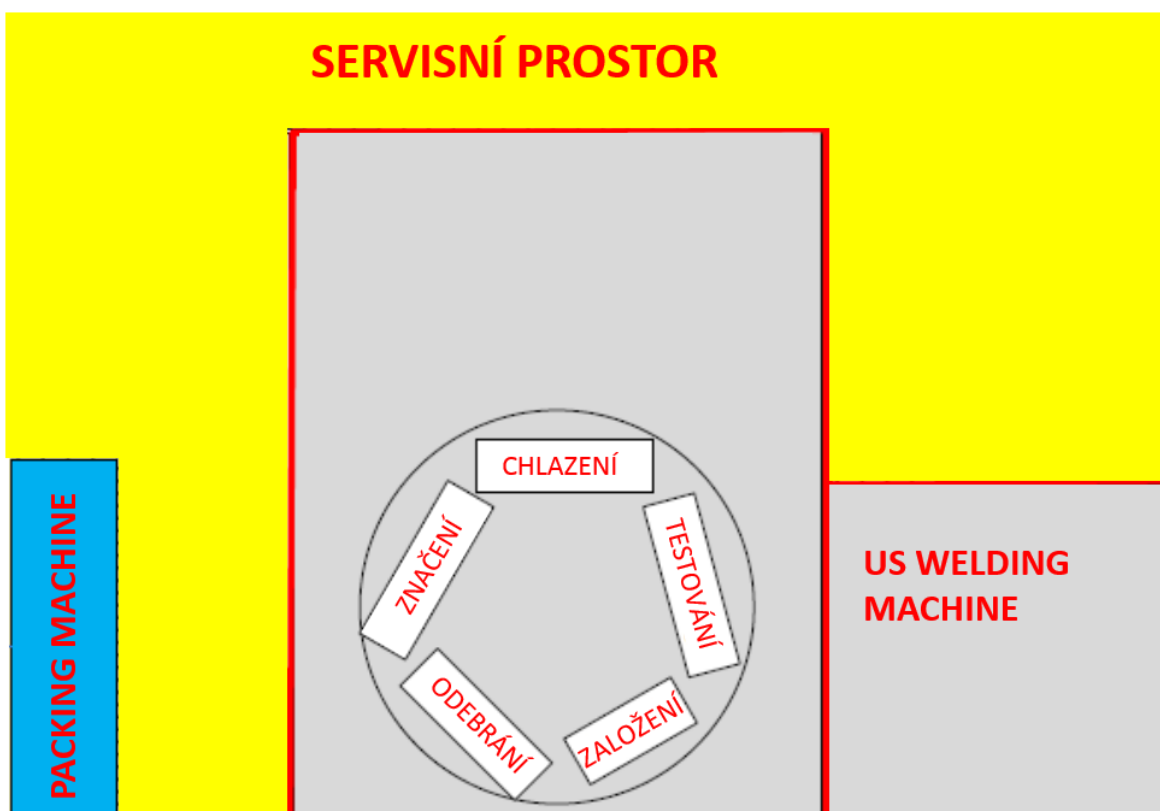 SERVISNÍ PROSTOR
CHLAZENÍ
ZNAČENÍ
TESTOVÁNÍ
ODEBRÁNÍ
ZALOŽENÍ
PACKING MACHINE
US WELDING
MACHINE